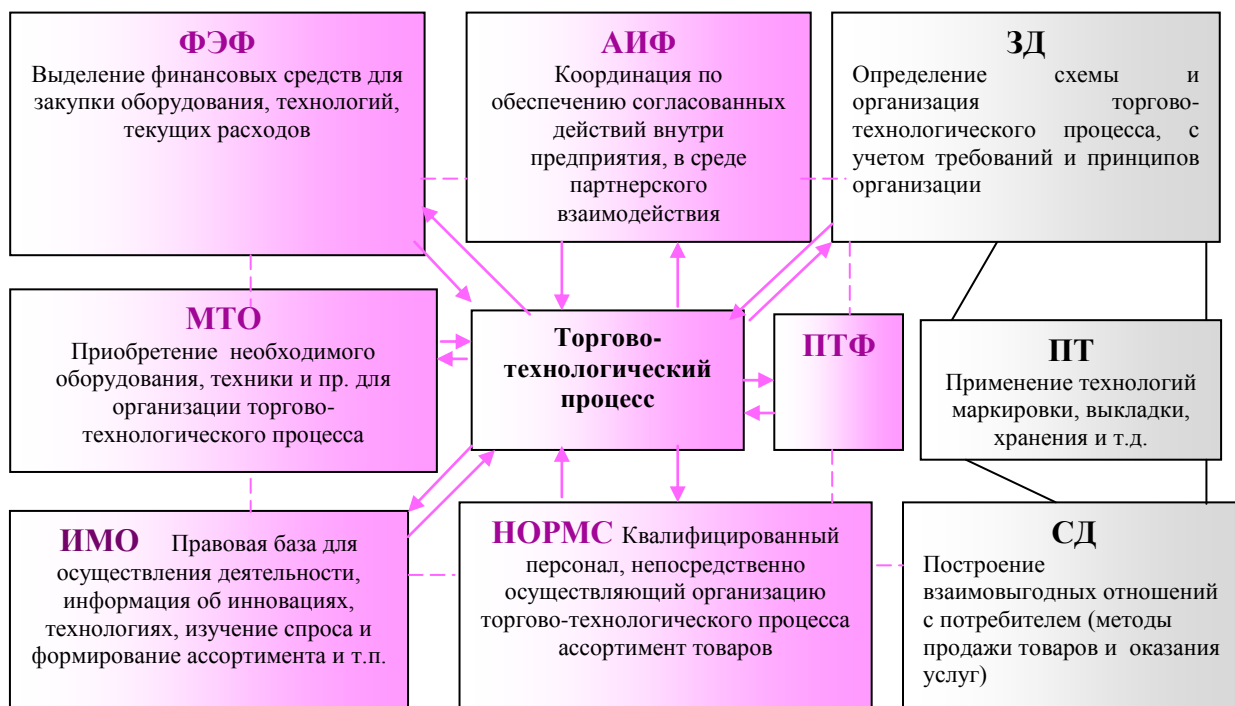 ФЭФ
Выделение финансовых средств для
закупки оборудования, технологий,
текущих расходов
АИФ
Координация по
обеспечению согласованных
действий внутри
предприятия, в среде
партнерского
взаимодействия
ЗД
Определение схемы и
организация торгово-
технологического процесса, с
учетом требований и принципов
организации
МТО
Приобретение необходимого
оборудования, техники и пр. для
организации торгово-
технологического процесса
Торгово-
технологический
процесс
ПТФ
ПТ
Применение технологий
маркировки, выкладки,
хранения и т.д.
ИМО Правовая база для
осуществления деятельности,
информация об инновациях,
технологиях, изучение спроса и
формирование ассортимента и т.п.
НОРМС Квалифицированный
персонал, непосредственно
осуществляющий организацию
торгово-технологического процесса
ассортимент товаров
СД
Построение
взаимовыгодных отношений
с потребителем (методы
продажи товаров и оказания
услуг)